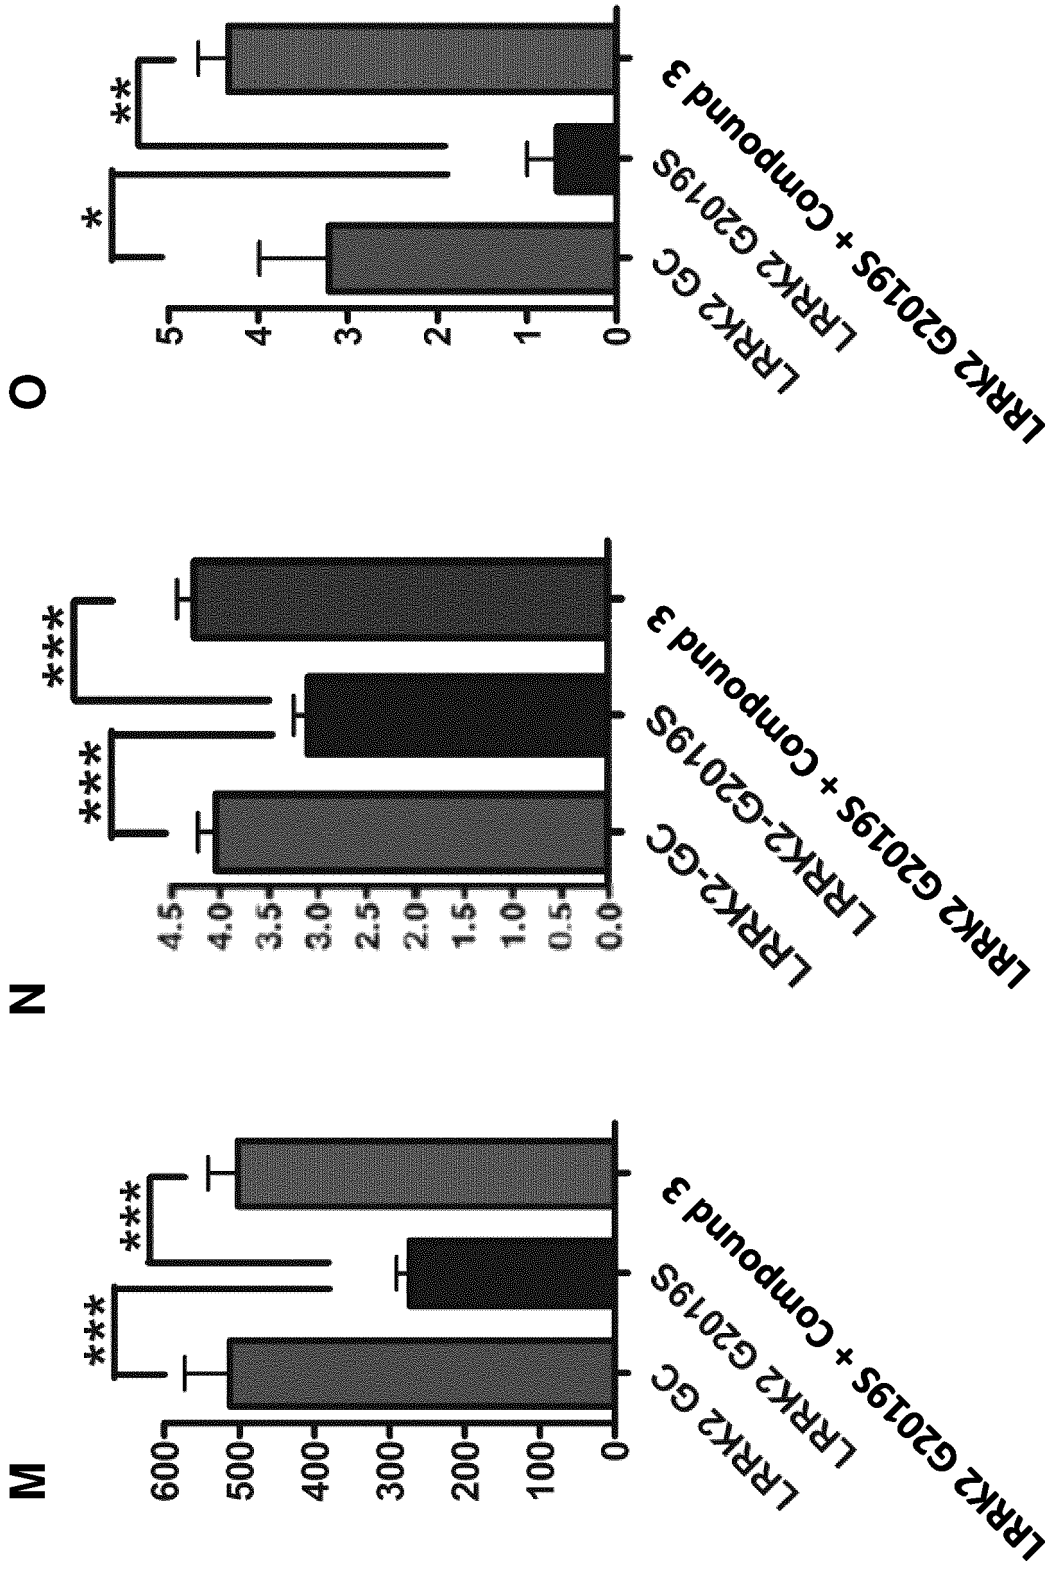 M
600
500
400
300
200
100
0
***
***
LRRK2 GC
LRRK2 G2019S
LRRK2 G2019S + Compound 3
N
4.5
4.0
3.5
3.0
2.5
2.0
1.5
1.0
0.5
0.0
***
***
LRRK2-GC
LRRK2-G2019S
LRRK2 G2019S + Compound 3
O
5
4
3
2
1
0
*
**
LRRK2 GC
LRRK2 G2019S
LRRK2 G2019S + Compound 3